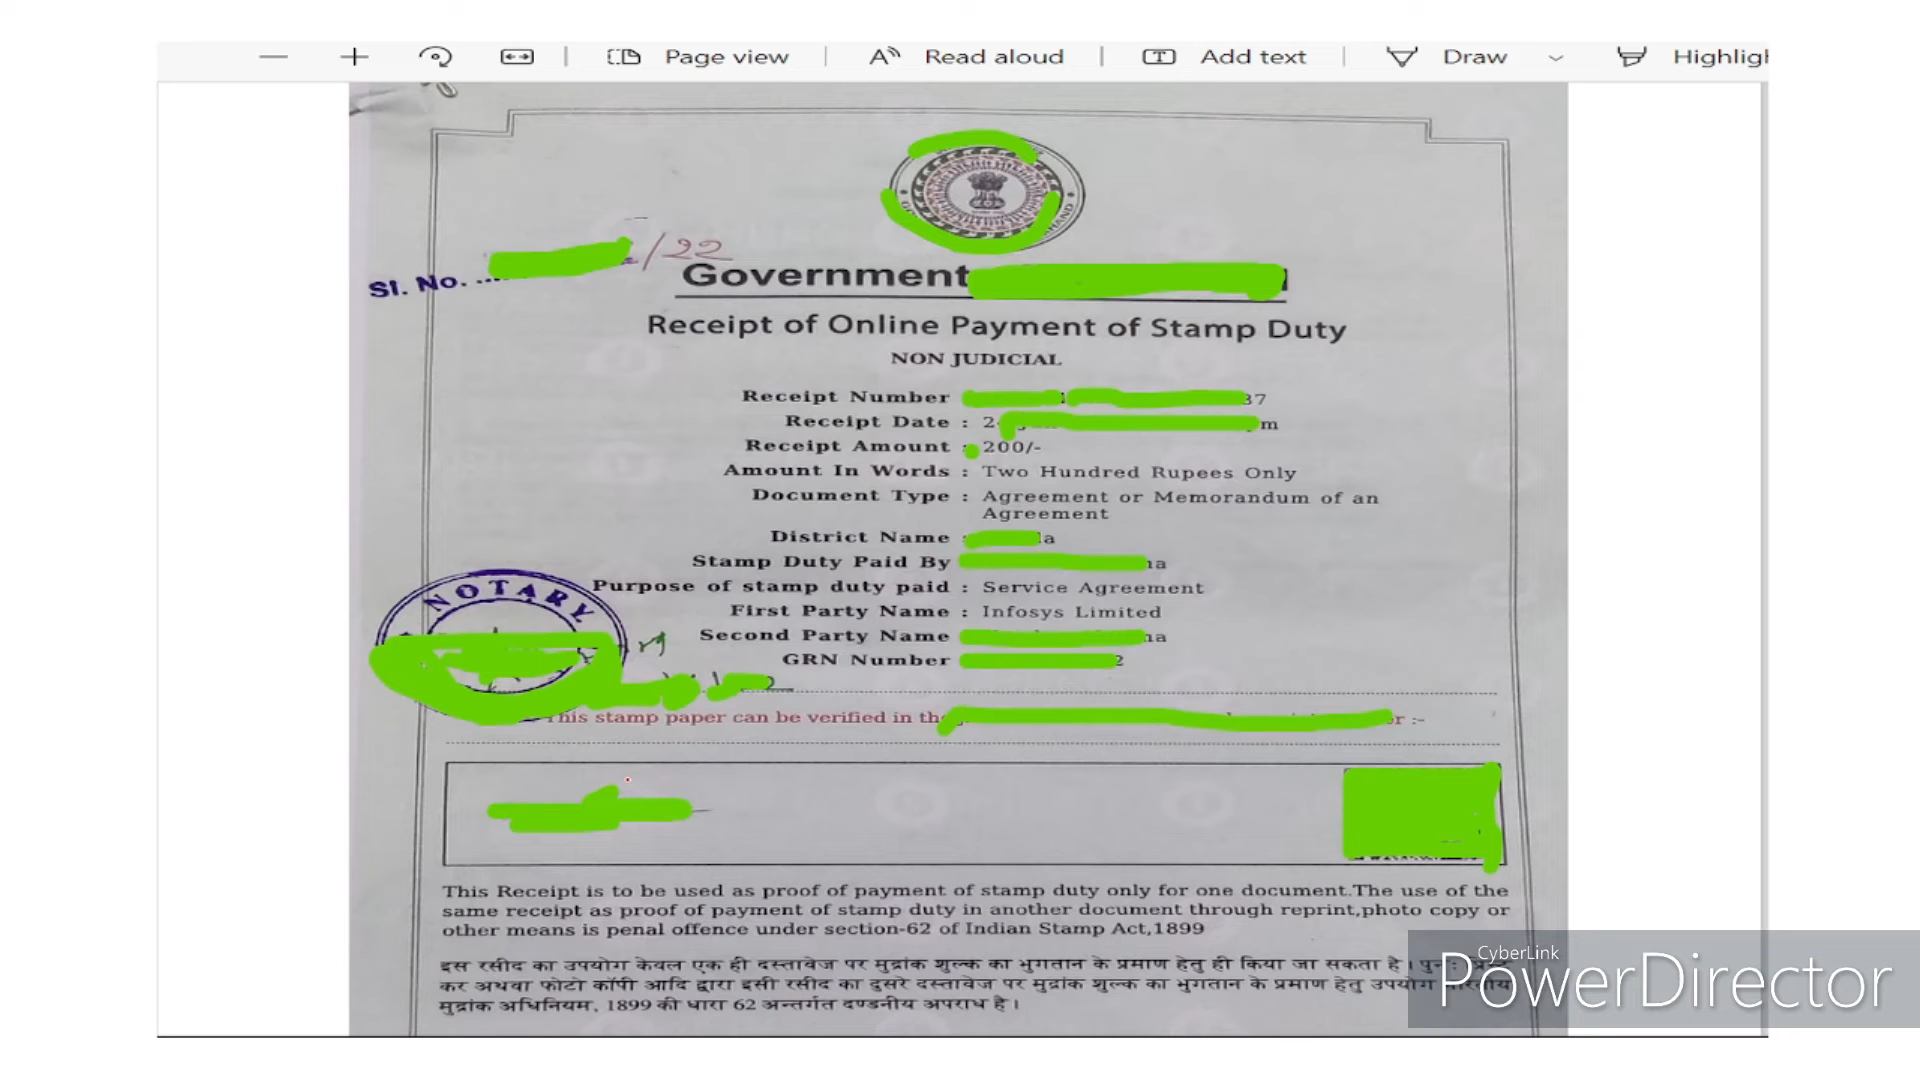 Page view
Read aloud
Add text
Draw
HAND
/22
Sl. No.
Government
Receipt of Online Payment of Stamp Duty
NON JUDICIAL
Receipt Number 37
Receipt Date : 2 pm
Receipt Amount : 200/-
Amount In Words : Two Hundred Rupees Only
Document Type : Agreement or Memorandum of an
Agreement
District Name a
Stamp Duty Paid By a
Purpose of stamp duty paid : Service Agreement
First Party Name : Infosys Limited
Second Party Name na
GRN Number 2
NOTARY
This stamp paper can be verified in the :-
This Receipt is to be used as proof of payment of stamp duty only for one document.The use of the
same receipt as proof of payment of stamp duty in another document through reprint,photo copy or
other means is penal offence under section-62 of Indian Stamp Act,1899
इस रसीद का उपयोग केवल एक ही दस्तावेज पर मुद्रांक शुल्क का भुगतान के प्रमाण हेतु ही किया जा सकता है । पुनः प्रिन्ट
कर अथवा फोटो कॉपी आदि द्वारा इसी रसीद का दुसरे दस्तावेज पर मुद्रांक शुल्क का भुगतान के प्रमाण हेतु उपयोग भारतीय
मुद्रांक अधिनियम, 1899 की धारा 62 अन्तर्गत दण्डनीय अपराध है ।
CyberLink
PowerDirector